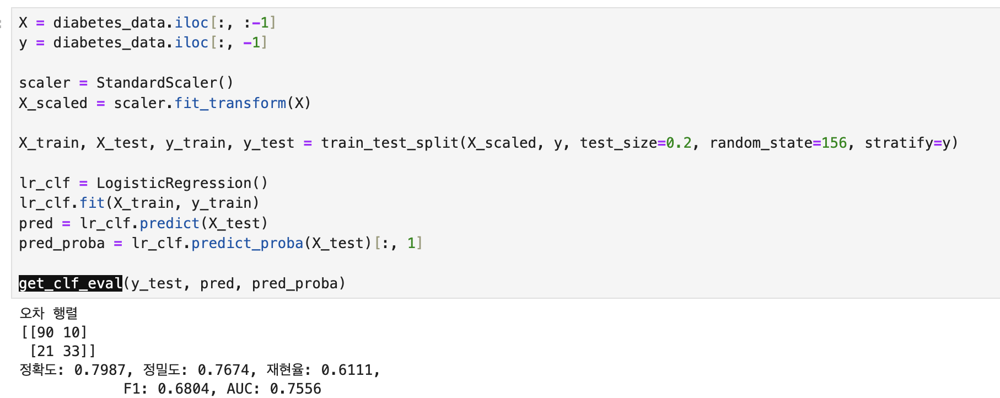 X = diabetes_data.iloc[:, :-1]
y = diabetes_data.iloc[:, -1]
scaler = StandardScaler()
X_scaled = scaler.fit_transform(X)
X_train, X_test, y_train, y_test = train_test_split(X_scaled, y, test_size=0.2, random_state=156, stratify=y)
lr_clf = LogisticRegression()
lr_clf.fit(X_train, y_train)
pred = lr_clf.predict(X_test)
pred_proba = lr_clf.predict_proba(X_test)[:, 1]
get_clf_eval(y_test, pred, pred_proba)
오차 행렬
[[90 10]
 [21 33]]
정확도: 0.7987, 정밀도: 0.7674, 재현율: 0.6111,
F1: 0.6804, AUC: 0.7556